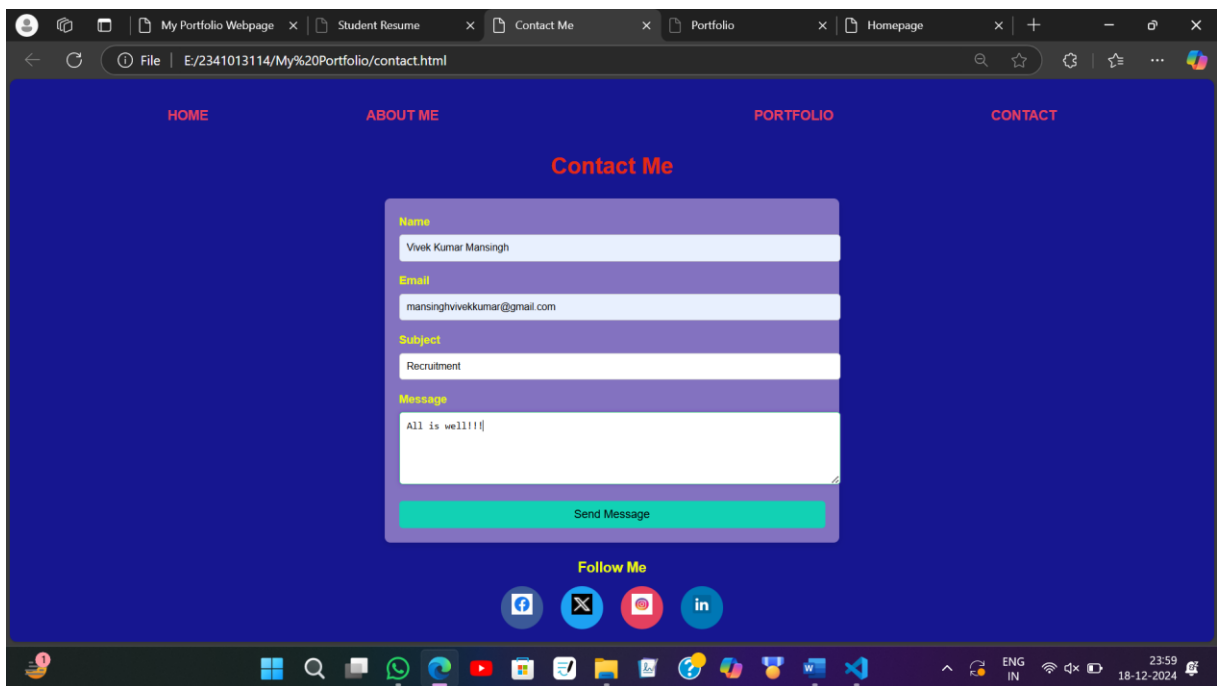 My Portfolio Webpage Student Resume Contact Me Portfolio Homepage
File E:/2341013114/My%20Portfolio/contact.html
HOME ABOUT ME PORTFOLIO CONTACT
Contact Me
Name
Vivek Kumar Mansingh
Email
mansinghvivekkumar@gmail.com
Subject
Recruitment
Message
All is well!!!
Send Message
Follow Me
in
1
W
ENG 23:59
IN 18-12-2024